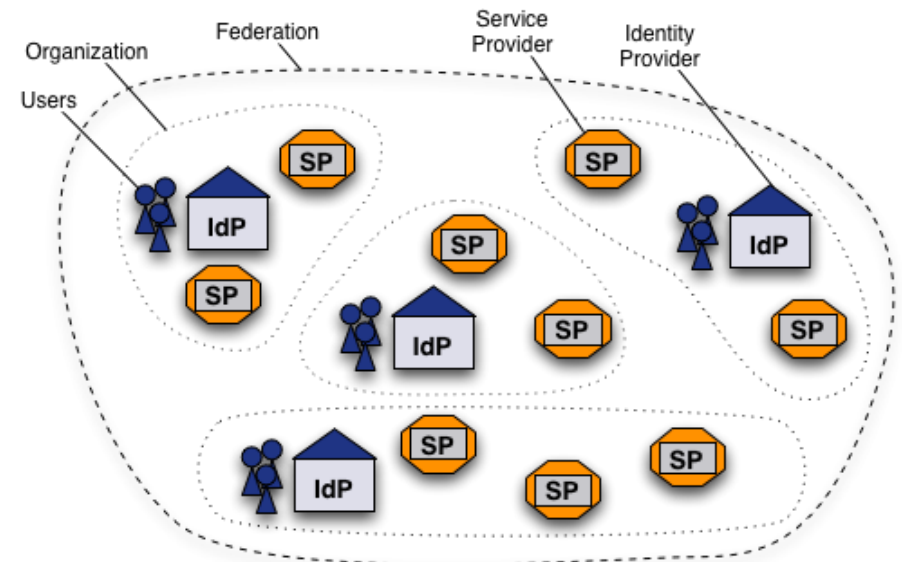 Service
Provider
Federation
Identity
Provider
Organization
Users
SP
SP
IdP
SP
IdP
SP
SP
SP
IdP
SP
IdP
SP
SP
SP
IdP